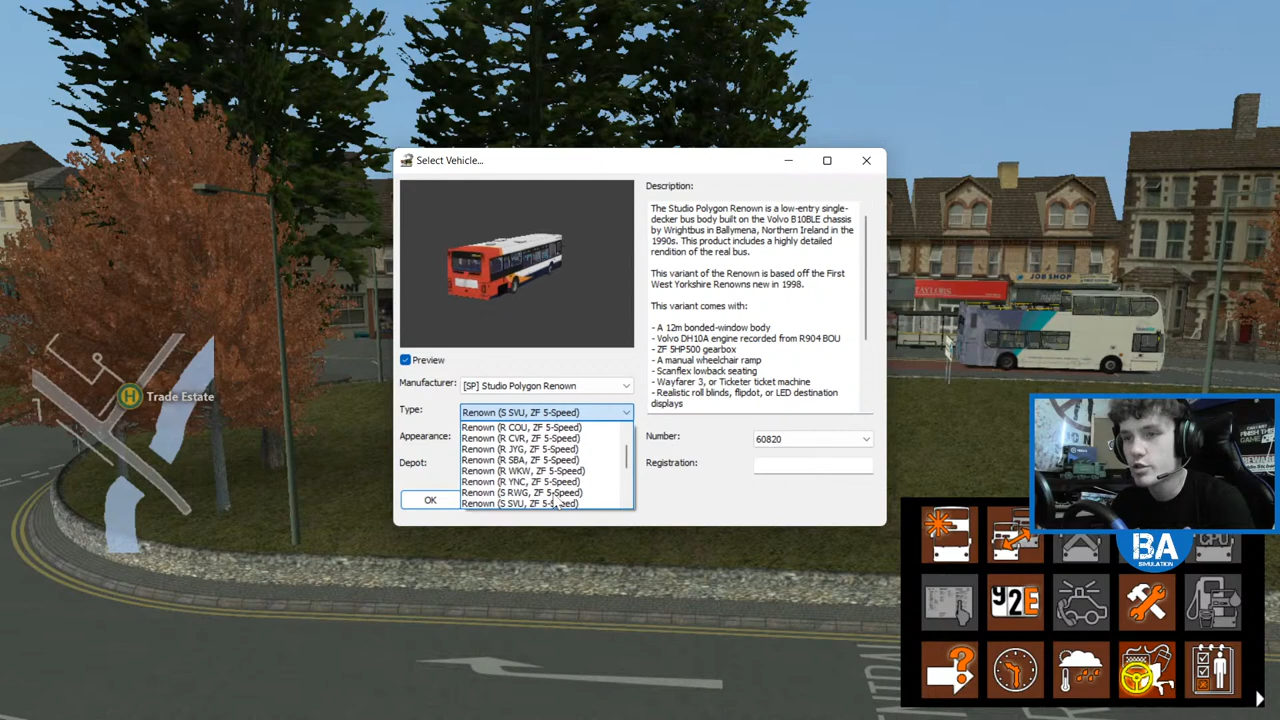 Select Vehicle...
Description:
The Studio Polygon Renown is a low-entry single-
decker bus body built on the Volvo B10BLE chassis
by Wrightbus in Ballymena, Northern Ireland in the
1990s. This product includes a highly detailed
rendition of the real bus.
This variant of the Renown is based off the First
West Yorkshire Renowns new in 1998.
This variant comes with:
- A 12m bonded-window body
- Volvo DH10A engine recorded from R904 BOU
- ZF 5HP500 gearbox
- A manual wheelchair ramp
- Scanflex lowback seating
- Wayfarer 3, or Ticketer ticket machine
- Realistic roll blinds, flipdot, or LED destination
displays
Preview
Manufacturer: [SP] Studio Polygon Renown
Type: Renown (S SVU, ZF 5-Speed)
Renown (R COU, ZF 5-Speed)
Renown (R CVR, ZF 5-Speed)
Renown (R JYG, ZF 5-Speed)
Renown (R SBA, ZF 5-Speed)
Renown (R WKW, ZF 5-Speed)
Renown (R YNC, ZF 5-Speed)
Renown (S RWG, ZF 5-Speed)
Renown (S SVU, ZF 5-Speed)
Appearance:
Depot:
Number: 60820
Registration:
OK
H Trade Estate
TAYLORS
JOB SHOP
BA
SIMULATION
CPU
92E